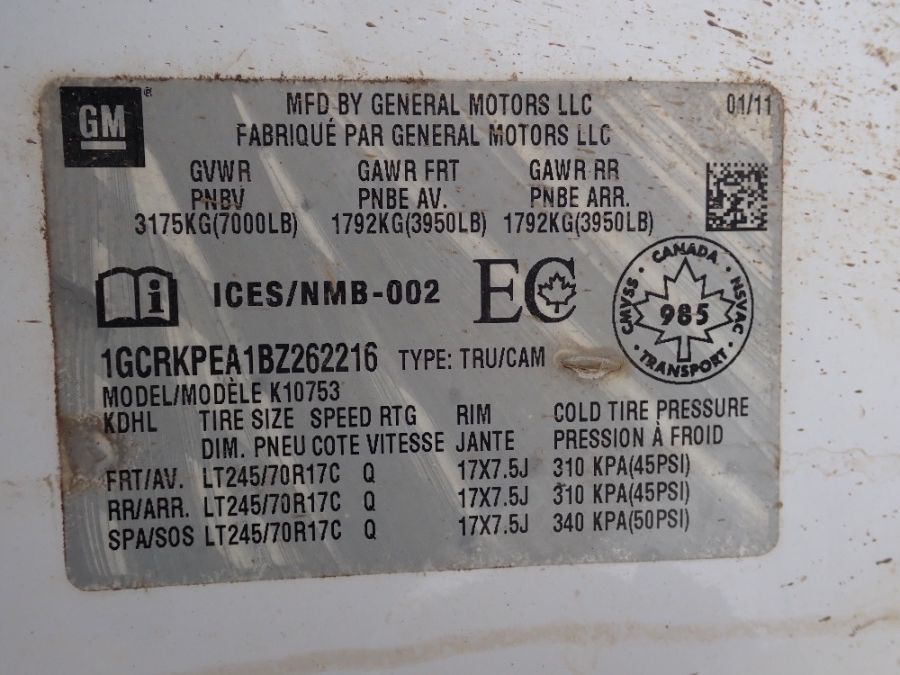 GM ®
MFD BY GENERAL MOTORS LLC 01/11
FABRIQUÉ PAR GENERAL MOTORS LLC
GVWR GAWR FRT GAWR RR
PNBV PNBE AV. PNBE ARR.
3175KG(7000LB) 1792KG(3950LB) 1792KG(3950LB)
i ICES/NMB-002 EC
CANADA
CMVSS 985 NSVAC
TRANSPORT
1GCRKPEA1BZ262216 TYPE: TRU/CAM
MODEL/MODÈLE K10753
KDHL TIRE SIZE SPEED RTG RIM COLD TIRE PRESSURE
DIM. PNEU COTE VITESSE JANTE PRESSION À FROID
FRT/AV. LT245/70R17C Q 17X7.5J 310 KPA(45PSI)
RR/ARR. LT245/70R17C Q 17X7.5J 310 KPA(45PSI)
SPA/SOS LT245/70R17C Q 17X7.5J 340 KPA(50PSI)